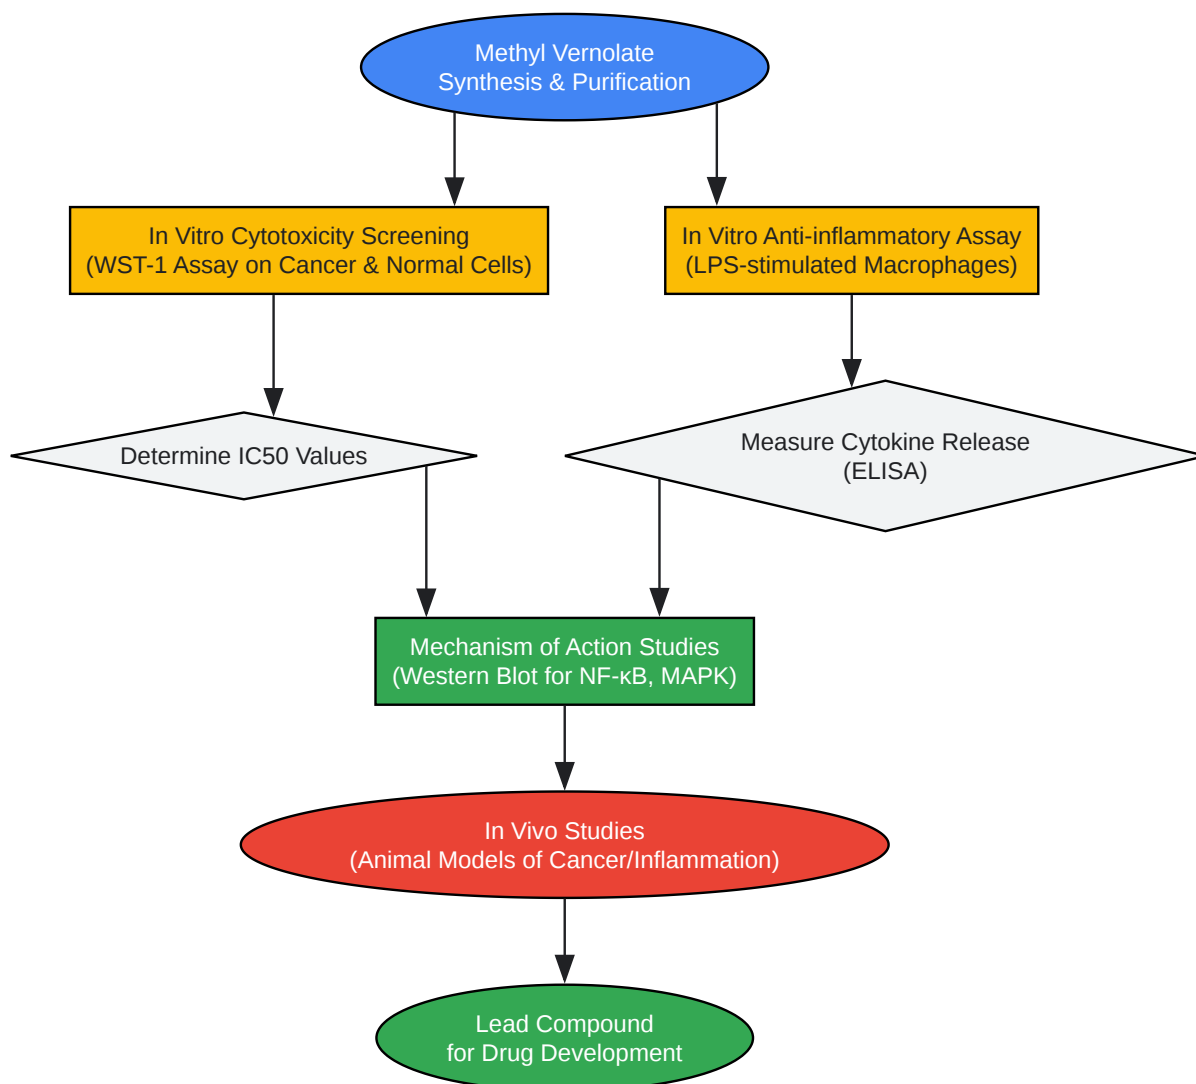 Methyl Vernolate
Synthesis & Purification
In Vitro Cytotoxicity Screening
(WST-1 Assay on Cancer & Normal Cells)
In Vitro Anti-inflammatory Assay
(LPS-stimulated Macrophages)
Determine IC50 Values
Measure Cytokine Release
(ELISA)
Mechanism of Action Studies
(Western Blot for NF-κB, MAPK)
In Vivo Studies
(Animal Models of Cancer/Inflammation)
Lead Compound
for Drug Development